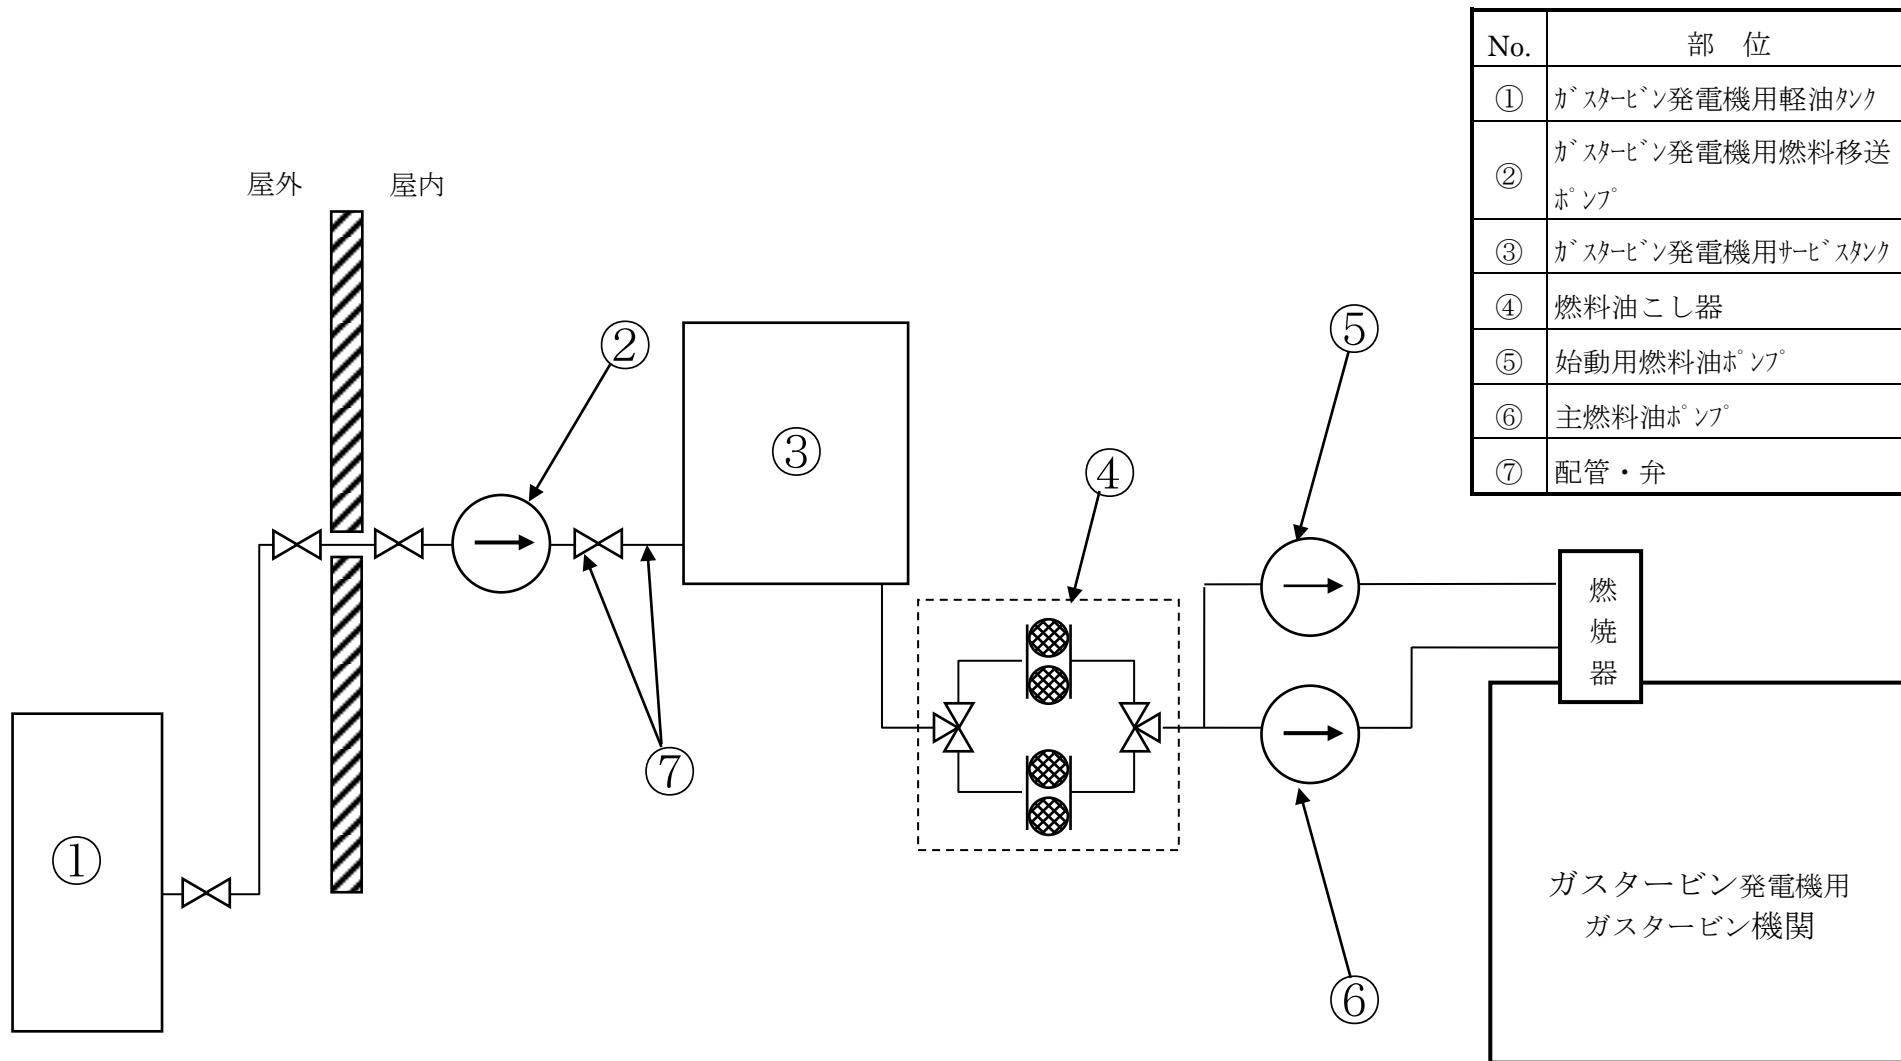 No. 部　位
① ｶﾞｽﾀｰﾋﾞﾝ発電機用軽油ﾀﾝｸ
② ｶﾞｽﾀｰﾋﾞﾝ発電機用燃料移送
ﾎﾟﾝﾌﾟ
③ ｶﾞｽﾀｰﾋﾞﾝ発電機用ｻｰﾋﾞｽﾀﾝｸ
④ 燃料油こし器
⑤ 始動用燃料油ﾎﾟﾝﾌﾟ
⑥ 主燃料油ﾎﾟﾝﾌﾟ
⑦ 配管・弁
屋外
屋内
②
⑤
③
④
燃
焼
器
⑦
①
⑥
ガスタービン発電機用
ガスタービン機関